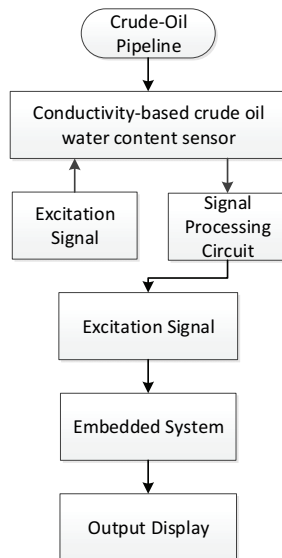 Crude-Oil
Pipeline
Conductivity-based crude oil
water content sensor
Excitation
Signal
Signal
Processing
Circuit
Excitation Signal
Embedded System
Output Display